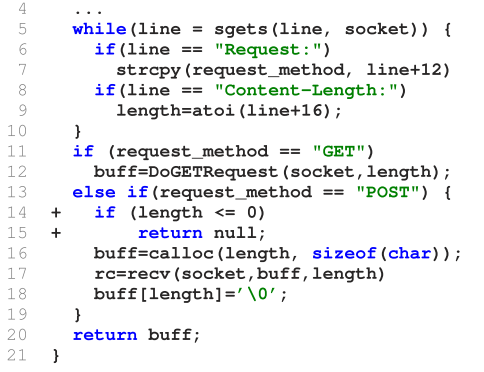 4    ...
5    while(line = sgets(line, socket)) {
6      if(line == "Request:")
7        strcpy(request_method, line+12)
8      if(line == "Content-Length:")
9        length=atoi(line+16);
10   }
11   if (request_method == "GET")
12     buff=DoGETRequest(socket,length);
13   else if(request_method == "POST") {
14 +   if (length <= 0)
15 +       return null;
16     buff=calloc(length, sizeof(char));
17     rc=recv(socket,buff,length)
18     buff[length]='\0';
19   }
20   return buff;
21 }